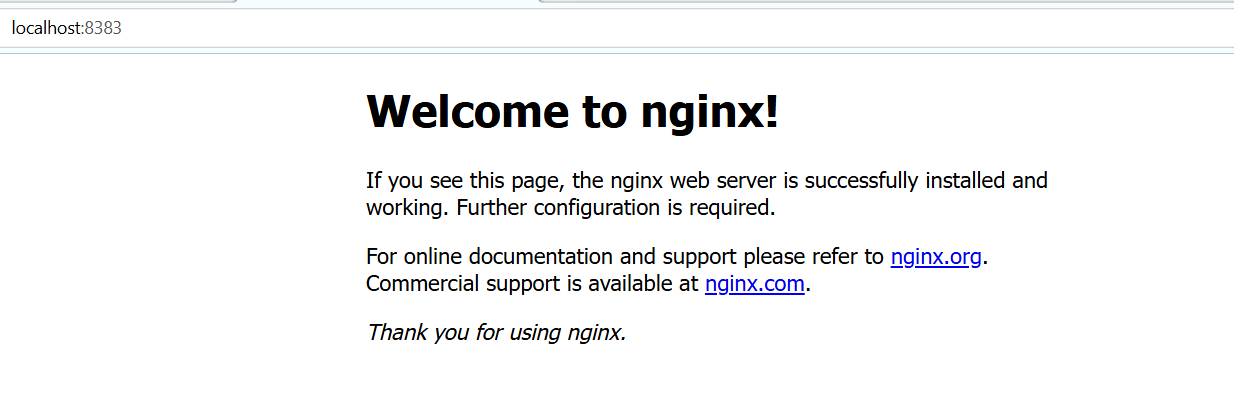 localhost:8383
Welcome to nginx!
If you see this page, the nginx web server is successfully installed and
working. Further configuration is required.
For online documentation and support please refer to nginx.org.
Commercial support is available at nginx.com.
Thank you for using nginx.